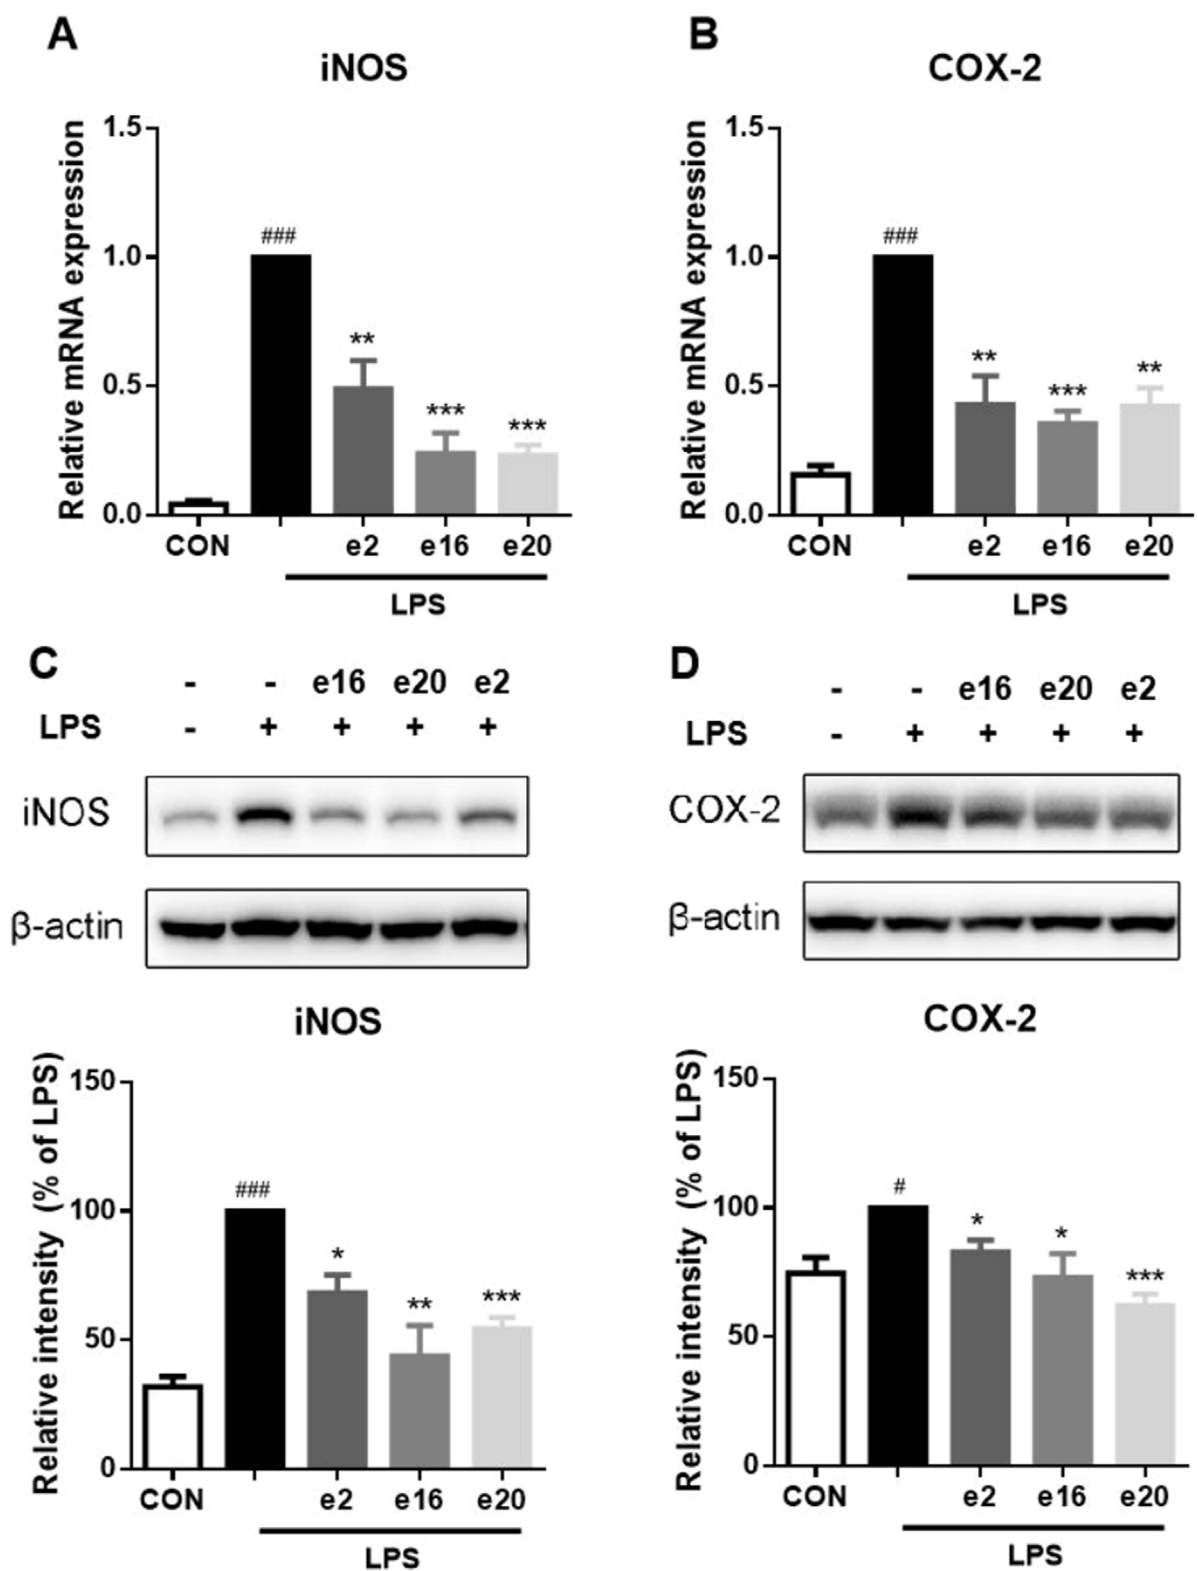 A
iNOS
Relative mRNA expression
1.5
1.0
0.5
0.0
###
**
***
***
CON
e2
e16
e20
LPS
B
COX-2
Relative mRNA expression
1.5
1.0
0.5
0.0
###
**
***
**
CON
e2
e16
e20
LPS
C
- - e16 e20 e2
LPS - + + + +
iNOS
β-actin
iNOS
Relative intensity (% of LPS)
150
100
50
0
###
*
**
***
CON
e2
e16
e20
LPS
D
- - e16 e20 e2
LPS - + + + +
COX-2
β-actin
COX-2
Relative intensity (% of LPS)
150
100
50
0
#
*
*
***
CON
e2
e16
e20
LPS